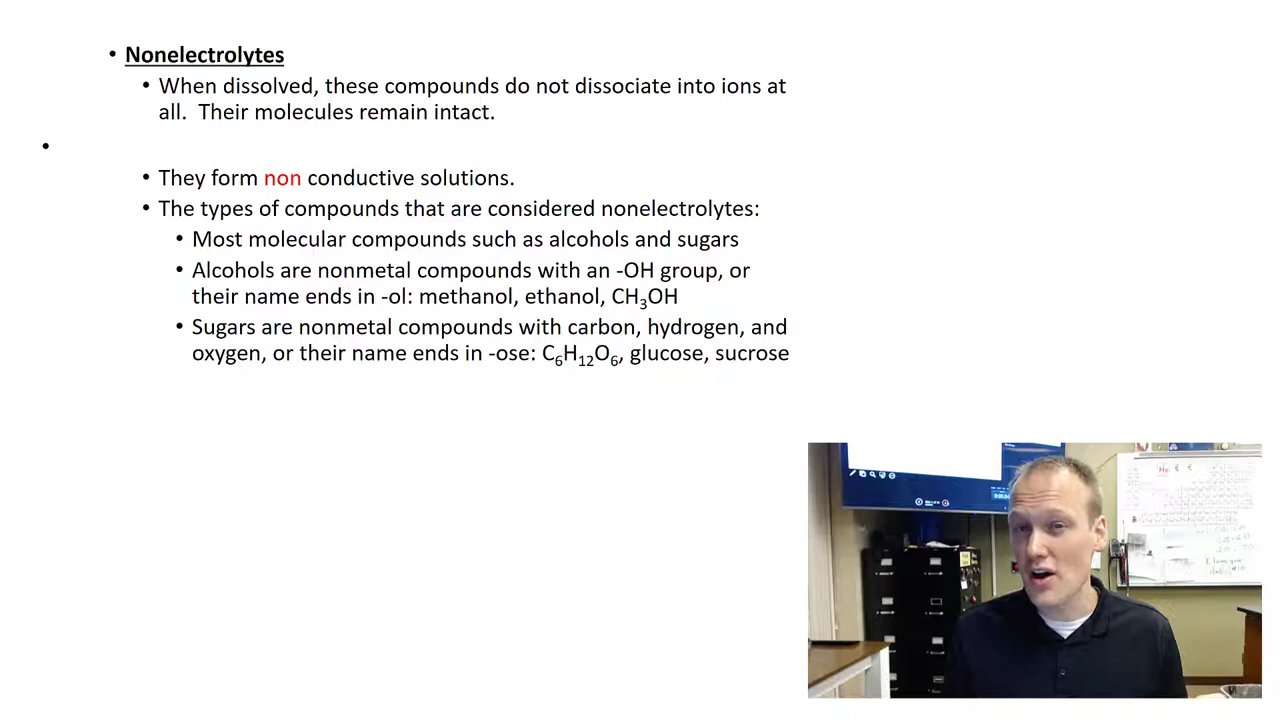 • Nonelectrolytes
• When dissolved, these compounds do not dissociate into ions at
all. Their molecules remain intact.
•
• They form non conductive solutions.
• The types of compounds that are considered nonelectrolytes:
• Most molecular compounds such as alcohols and sugars
• Alcohols are nonmetal compounds with an -OH group, or
their name ends in -ol: methanol, ethanol, CH₃OH
• Sugars are nonmetal compounds with carbon, hydrogen, and
oxygen, or their name ends in -ose: C₆H₁₂O₆, glucose, sucrose